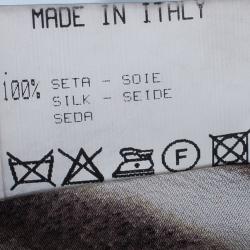 MADE IN ITALY
100% SETA - SOIE
SILK - SEIDE
SEDA
F